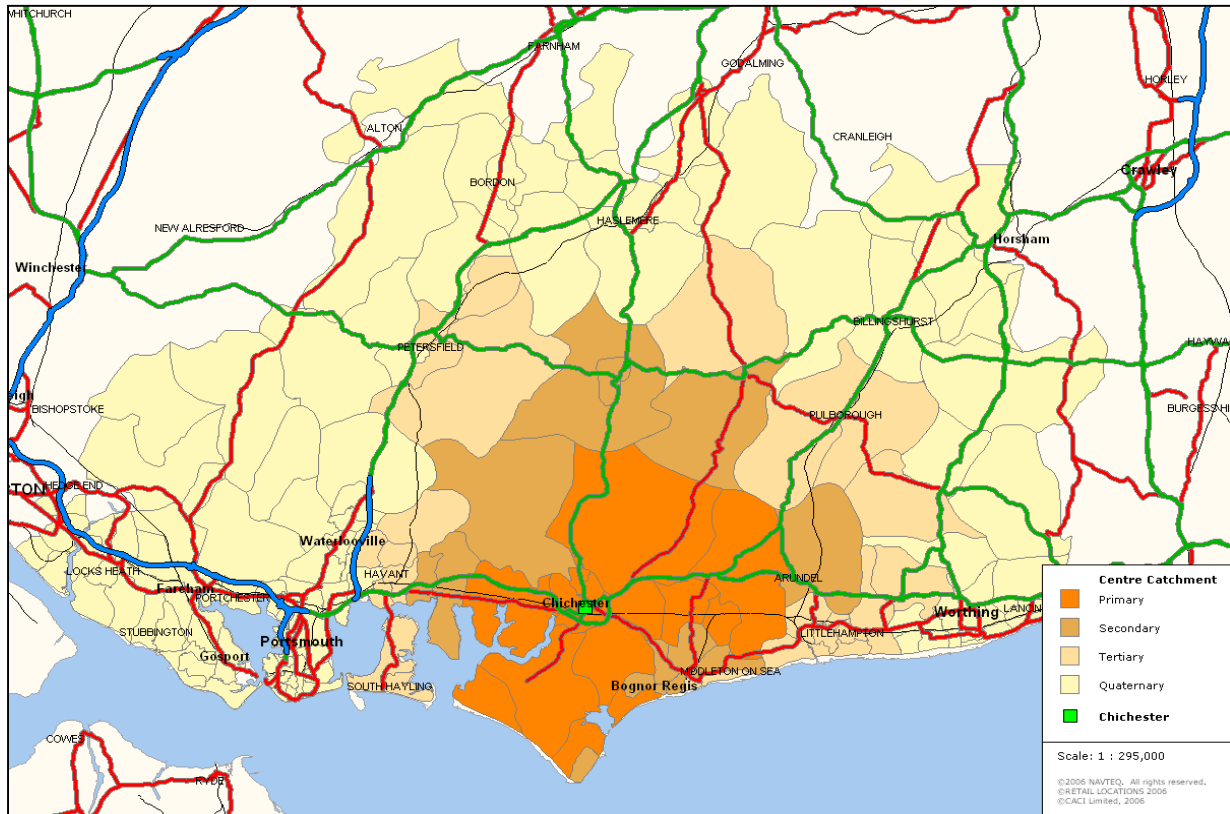 WHITCHURCH
FARNHAM
GODALMING
HORLEY
ALTON
CRANLEIGH
Crawley
BORDON
HASLEMERE
NEW ALRESFORD
Horsham
Winchester
BILLINGSHURST
PETERSFIELD
HAYWA
BISHOPSTOKE
PULBOROUGH
BURGESS HI
TON
HEDGE END
Waterlooville
LOCKS HEATH
HAVANT
ARUNDEL
Fareham
PORTCHESTER
Chichester
Worthing
LANCIN
STUBBINGTON
Portsmouth
LITTLEHAMPTON
Gosport
SOUTH HAYLING
Bognor Regis
MIDDLETON ON SEA
COWES
RYDE
Centre Catchment
Primary
Secondary
Tertiary
Quaternary
Chichester
Scale: 1 : 295,000
©2006 NAVTEQ. All rights reserved.
©RETAIL LOCATIONS 2006
©CACI Limited, 2006